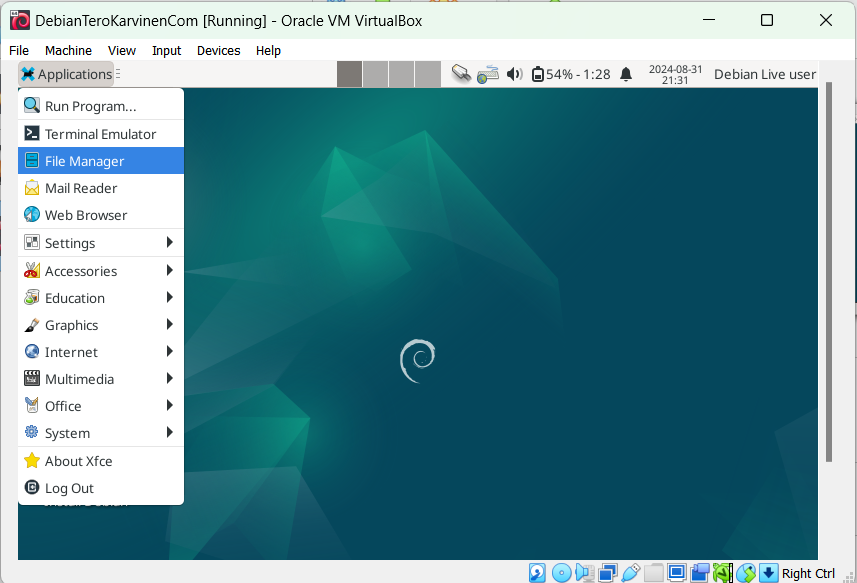 DebianTeroKarvinenCom [Running] - Oracle VM VirtualBox
File Machine View Input Devices Help
Applications 54% - 1:28 2024-08-31 21:31 Debian Live user
Run Program...
Terminal Emulator
File Manager
Mail Reader
Web Browser
Settings
Accessories
Education
Graphics
Internet
Multimedia
Office
System
About Xfce
Log Out
Right Ctrl